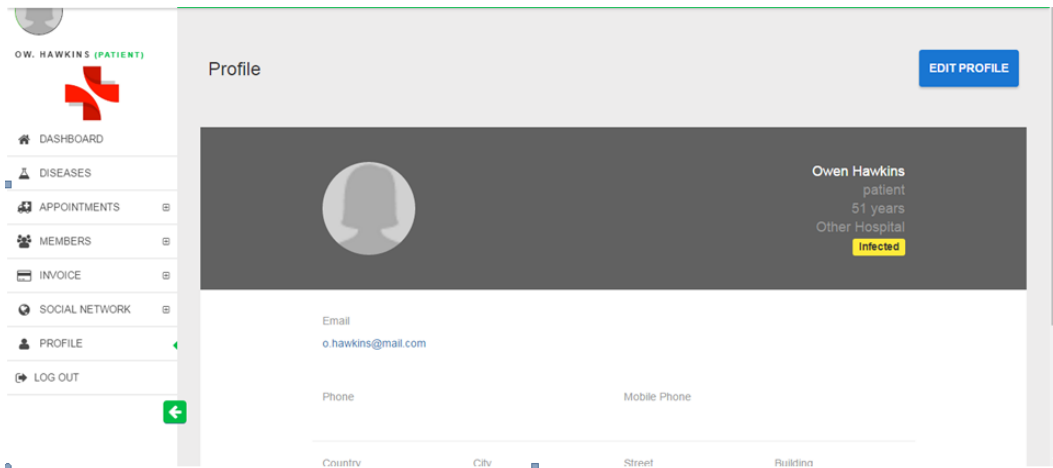 OW. HAWKINS (PATIENT)
DASHBOARD
DISEASES
APPOINTMENTS
MEMBERS
INVOICE
SOCIAL NETWORK
PROFILE
LOG OUT
Profile
EDIT PROFILE
Owen Hawkins
patient
51 years
Other Hospital
Infected
Email
o.hawkins@mail.com
Phone Mobile Phone
Country City Street Building